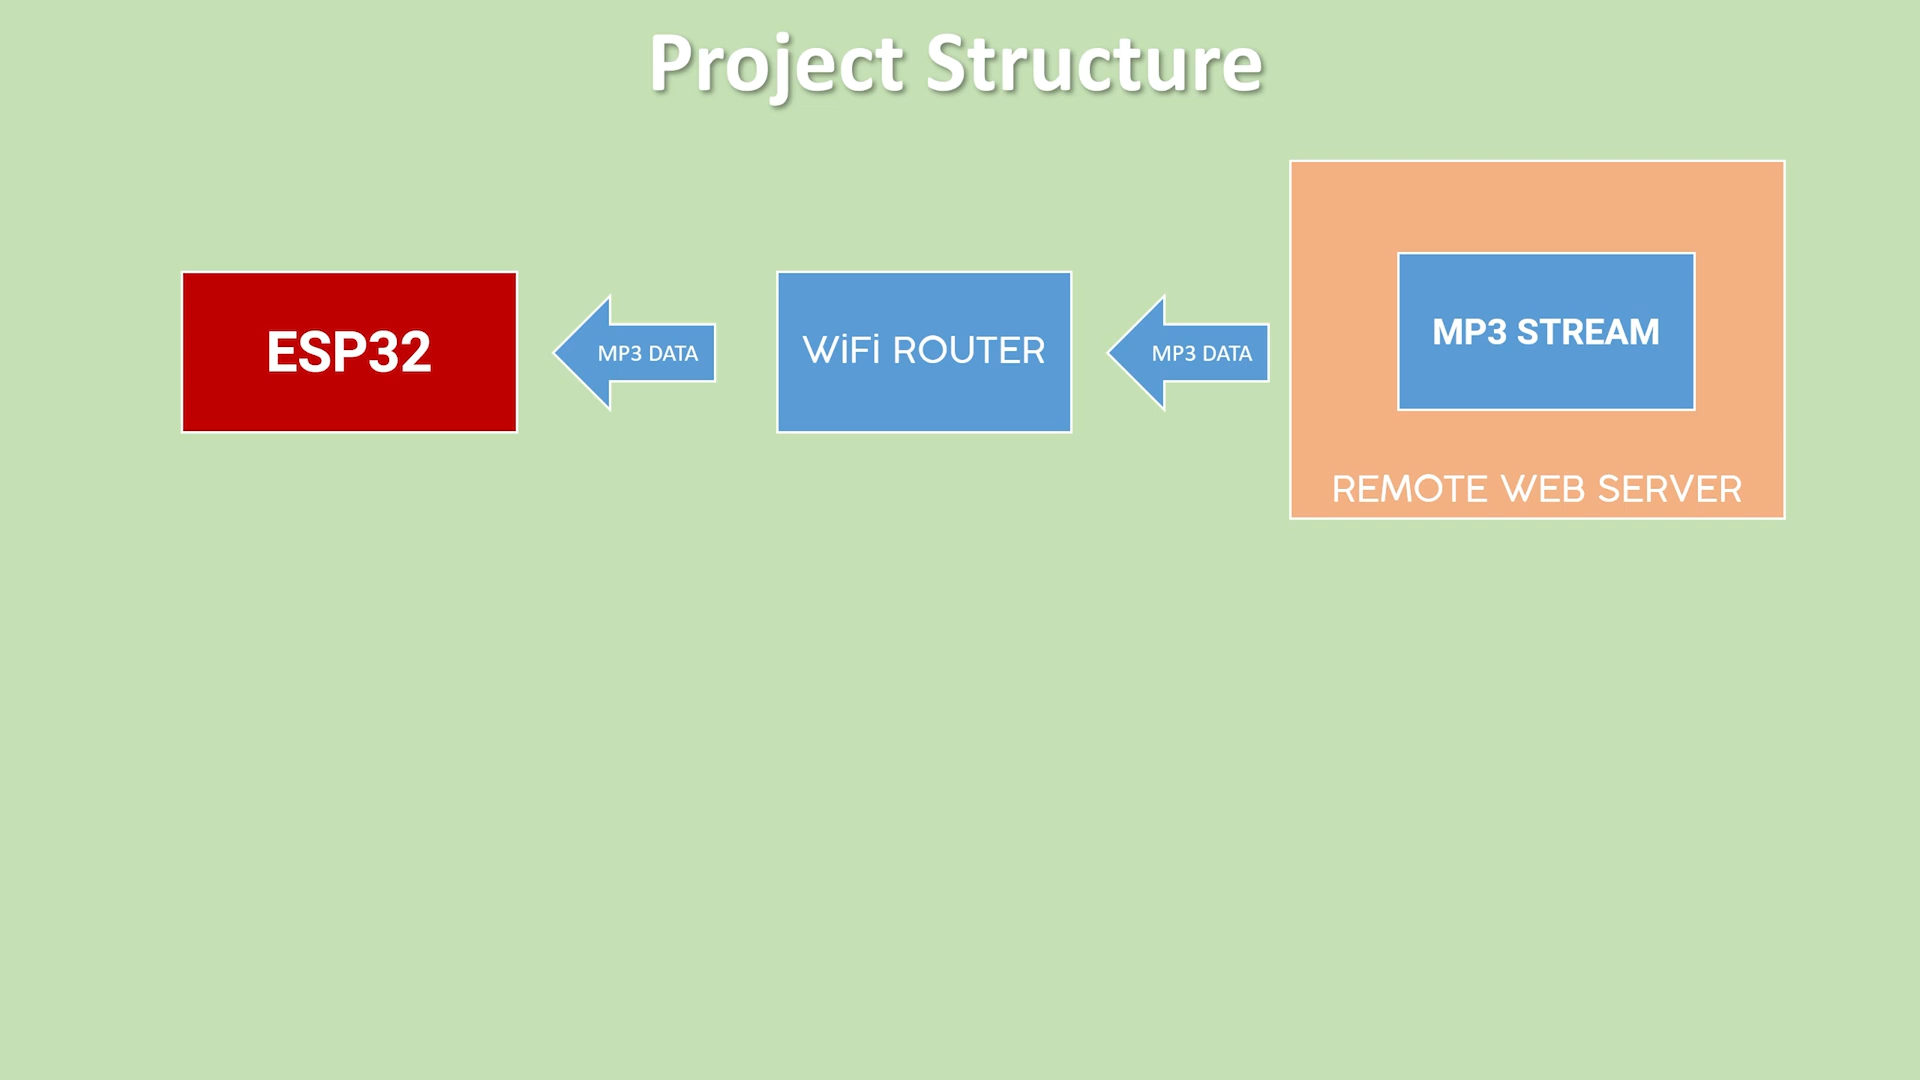 Project Structure
ESP32
MP3 DATA
WiFi ROUTER
MP3 DATA
MP3 STREAM
REMOTE WEB SERVER